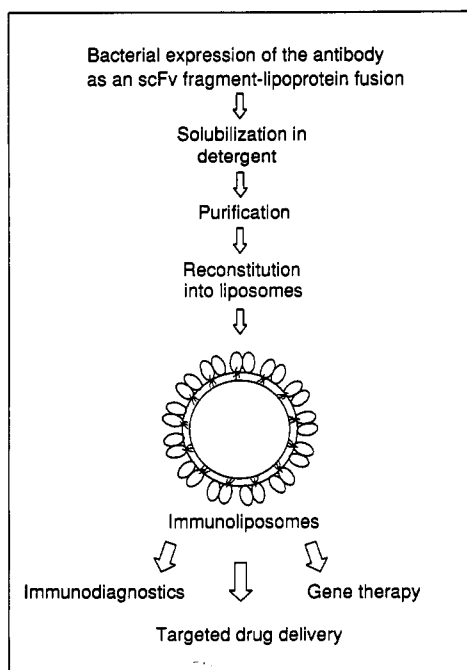 Bacterial expression of the antibody
as an scFv fragment-lipoprotein fusion
Solubilization in
detergent
Purification
Reconstitution
into liposomes
Immunoliposomes
Immunodiagnostics
Gene therapy
Targeted drug delivery